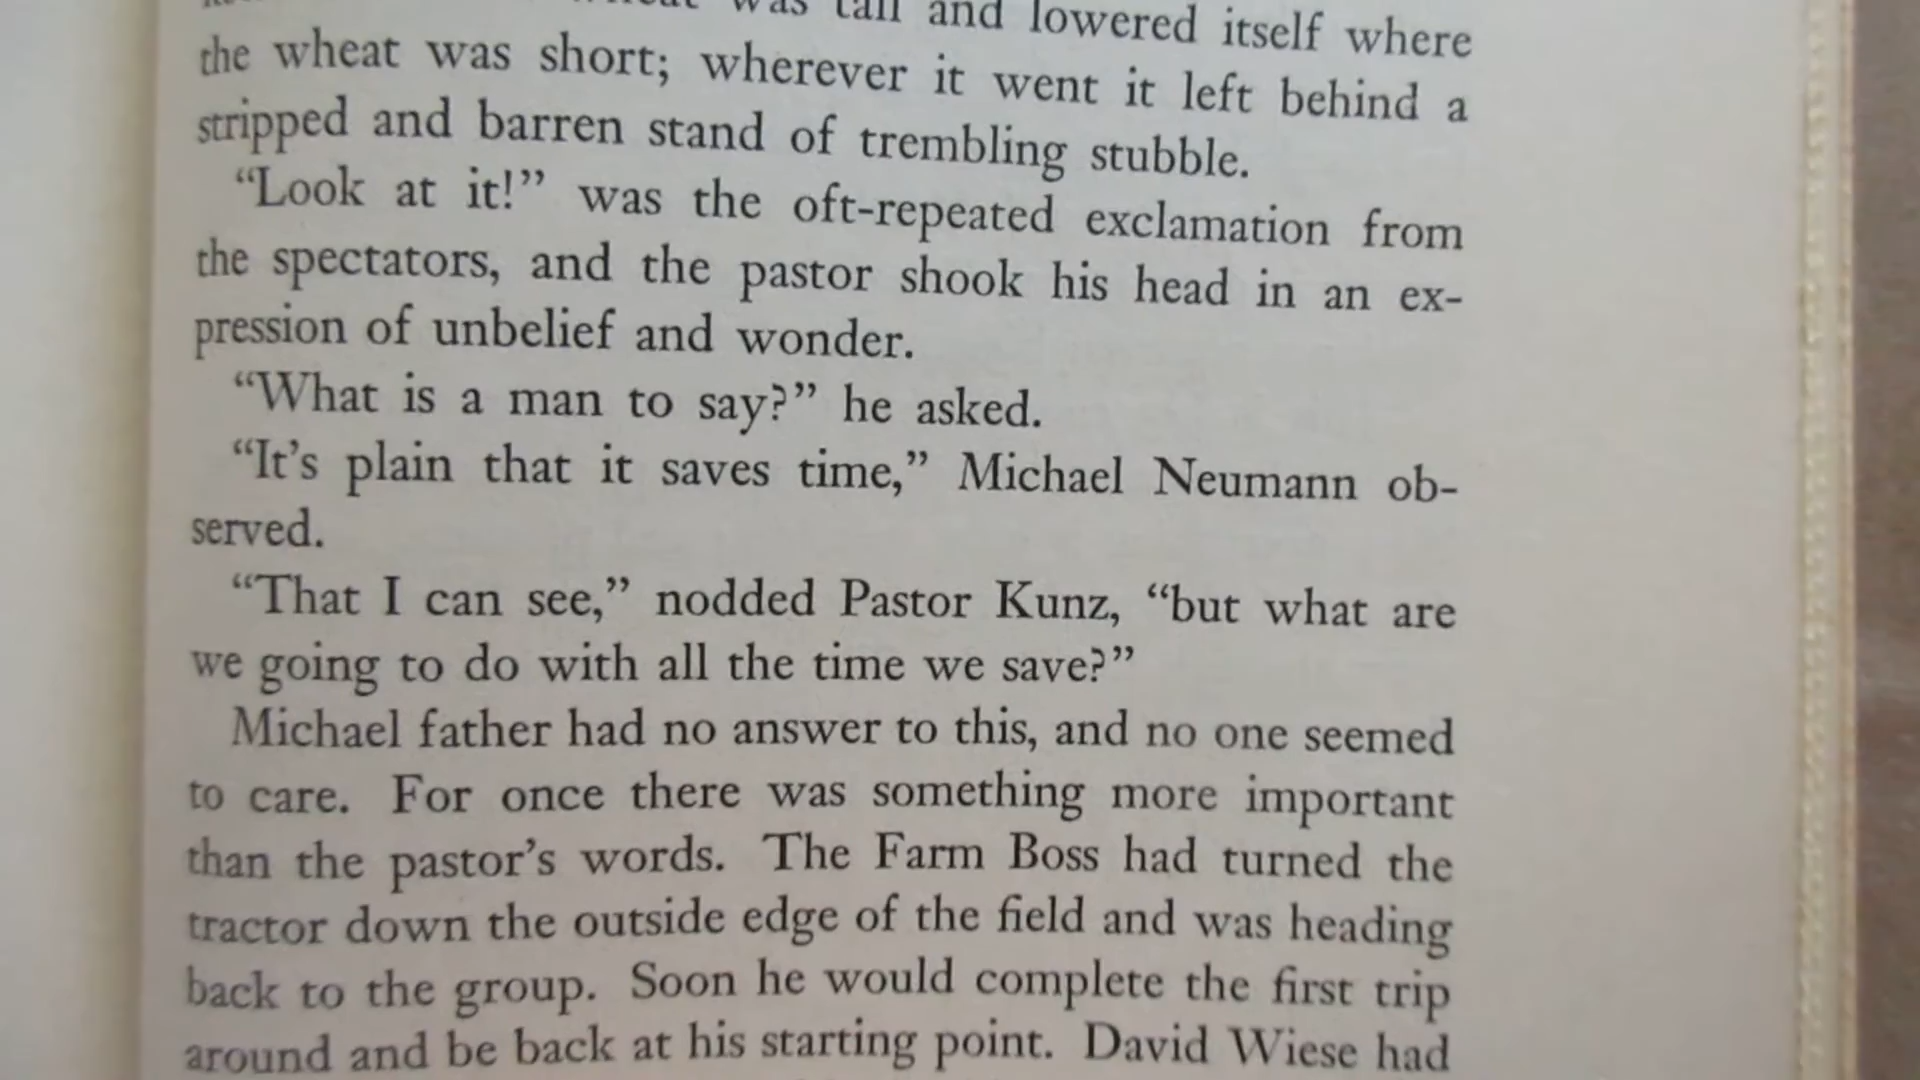 was tall and lowered itself where
the wheat was short; wherever it went it left behind a
stripped and barren stand of trembling stubble.
“Look at it!” was the oft-repeated exclamation from
the spectators, and the pastor shook his head in an ex-
pression of unbelief and wonder.
“What is a man to say?” he asked.
“It’s plain that it saves time,” Michael Neumann ob-
served.
“That I can see,” nodded Pastor Kunz, “but what are
we going to do with all the time we save?”
Michael father had no answer to this, and no one seemed
to care. For once there was something more important
than the pastor’s words. The Farm Boss had turned the
tractor down the outside edge of the field and was heading
back to the group. Soon he would complete the first trip
around and be back at his starting point. David Wiese had